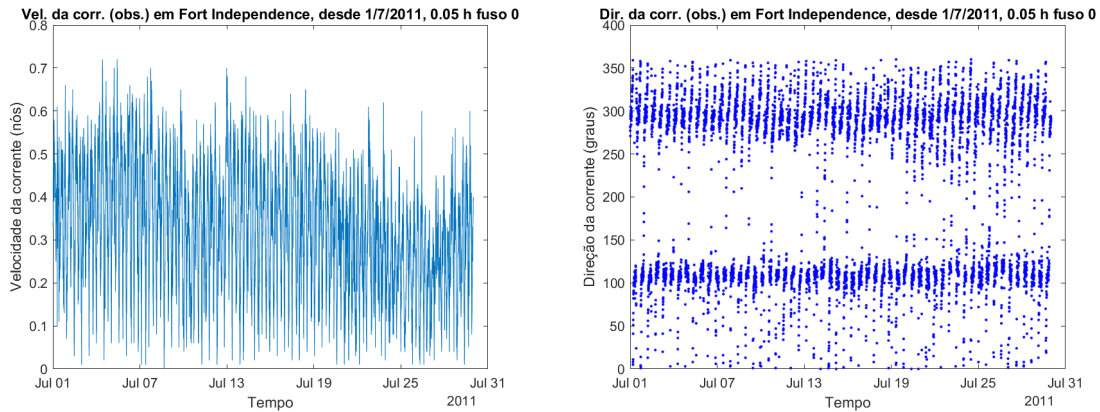 Vel. da corr. (obs.) em Fort Independence, desde 1/7/2011, 0.05 h fuso 0
0.8
0.7
0.6
0.5
0.4
0.3
0.2
0.1
0
Velocidade da corrente (nós)
Jul 01 Jul 07 Jul 13 Jul 19 Jul 25 Jul 31
Tempo
2011
Dir. da corr. (obs.) em Fort Independence, desde 1/7/2011, 0.05 h fuso 0
400
350
300
250
200
150
100
50
0
Direção da corrente (graus)
Jul 01 Jul 07 Jul 13 Jul 19 Jul 25 Jul 31
Tempo
2011